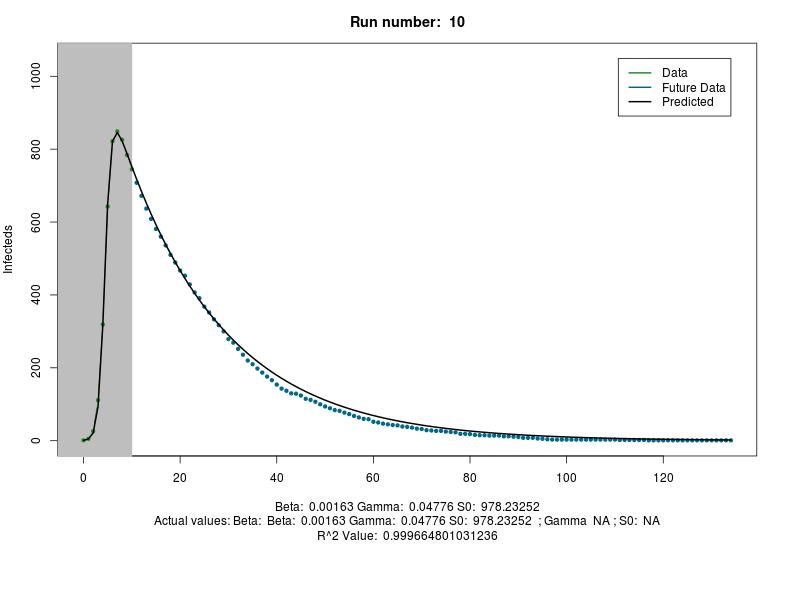 Run number:  10
Data
Future Data
Predicted
Infecteds
1000
800
600
400
200
0
0 20 40 60 80 100 120
Beta:  0.00163 Gamma:  0.04776 S0:  978.23252
Actual values: Beta:  Beta:  0.00163 Gamma:  0.04776 S0:  978.23252  ; Gamma  NA ; S0:  NA
R^2 Value:  0.999664801031236